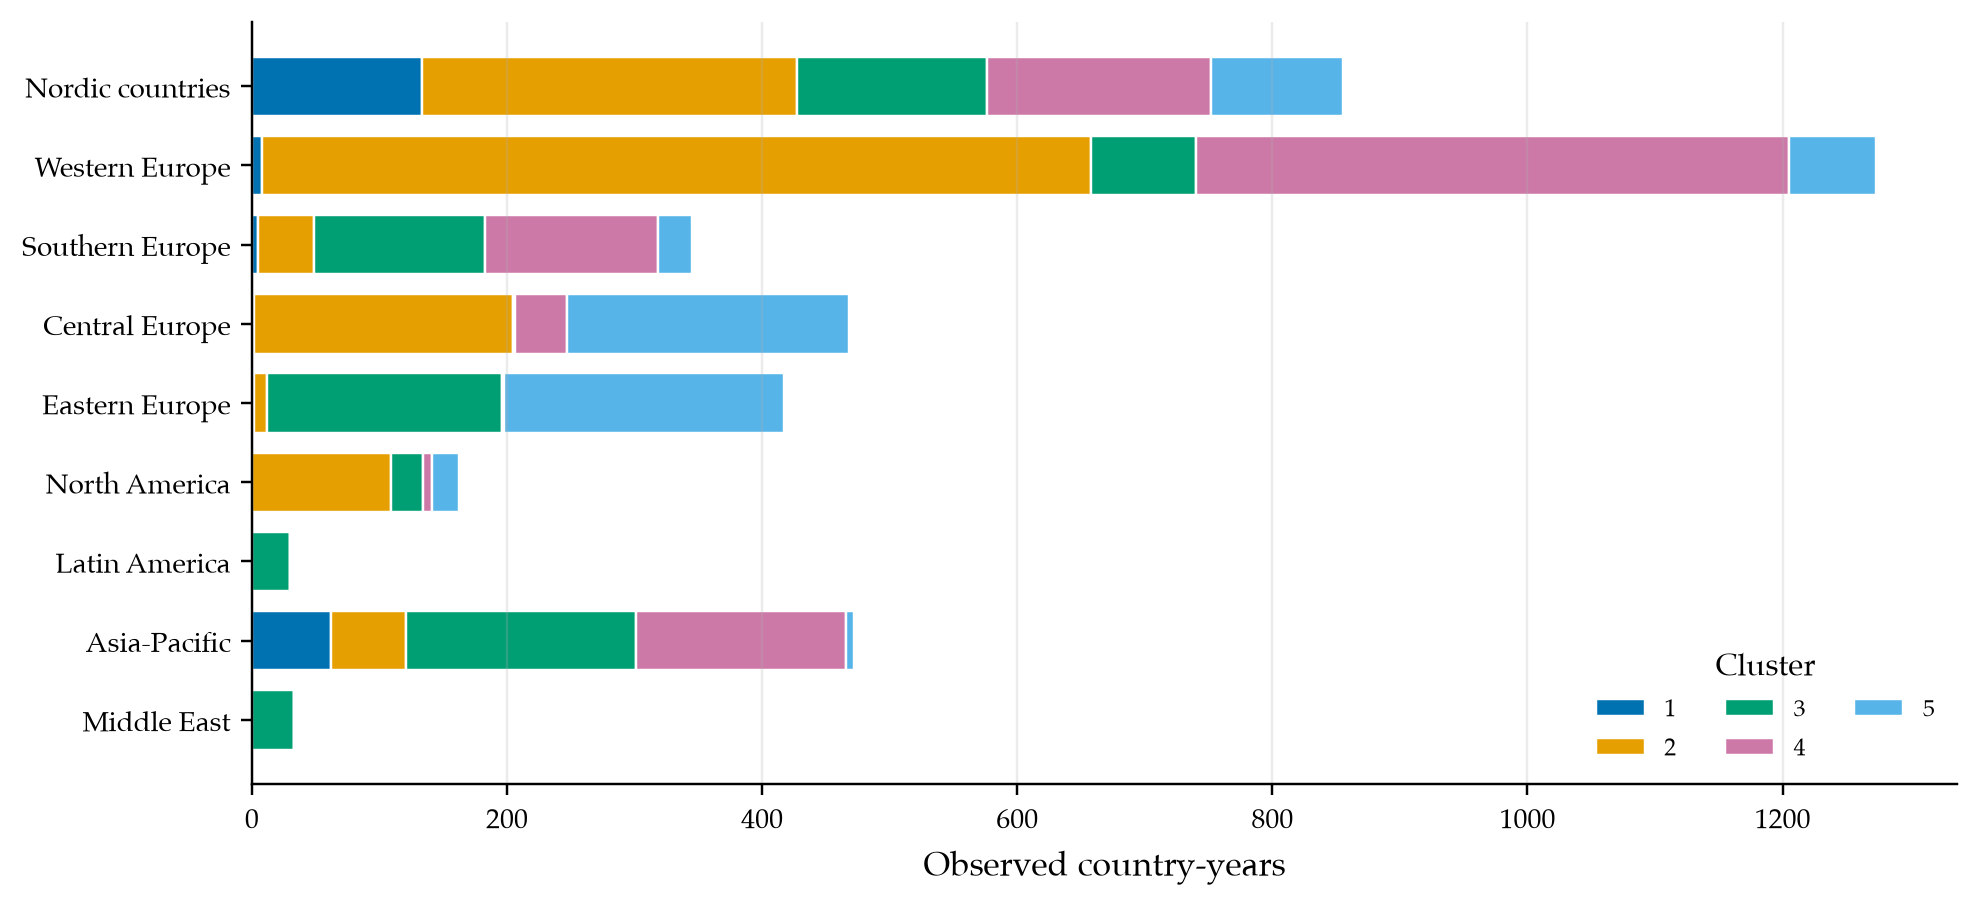 Nordic countries
Western Europe
Southern Europe
Central Europe
Eastern Europe
North America
Latin America
Asia-Pacific
Middle East
Cluster
1 3 5
2 4
0 200 400 600 800 1000 1200
Observed country-years